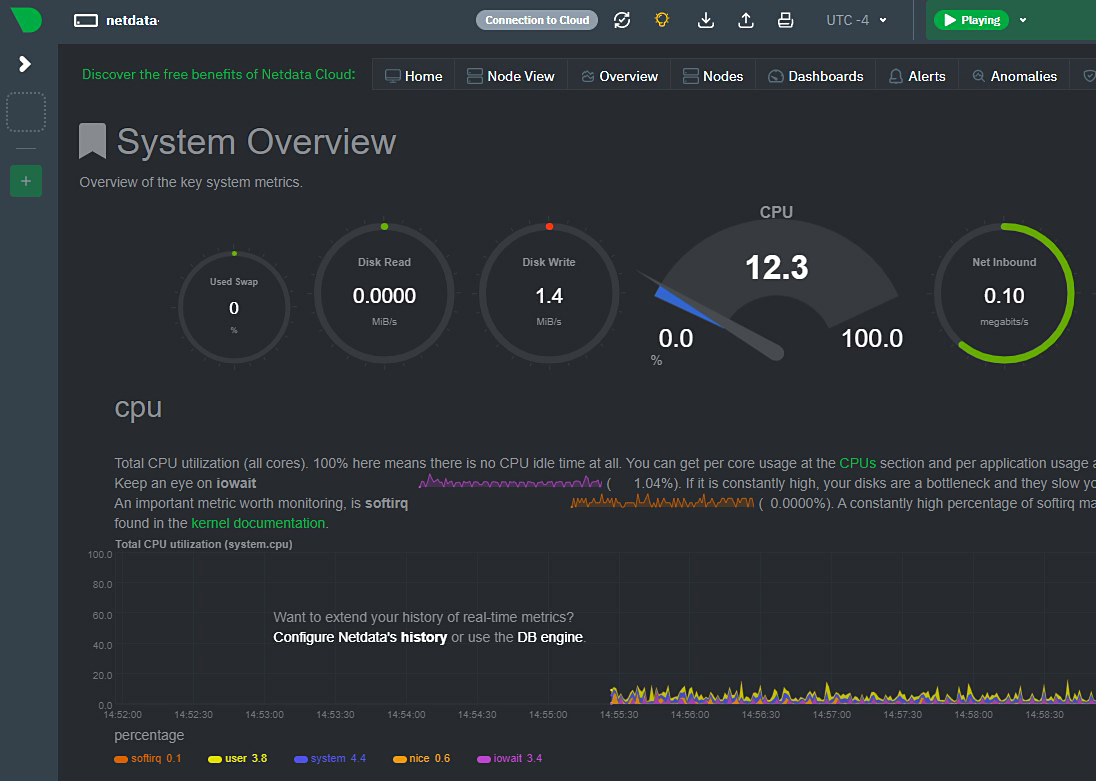 netdata·
Connection to Cloud
UTC -4
Playing
Discover the free benefits of Netdata Cloud:
Home
Node View
Overview
Nodes
Dashboards
Alerts
Anomalies
System Overview
Overview of the key system metrics.
Used Swap
0
%
Disk Read
0.0000
MiB/s
Disk Write
1.4
MiB/s
CPU
12.3
0.0
100.0
%
Net Inbound
0.10
megabits/s
cpu
Total CPU utilization (all cores). 100% here means there is no CPU idle time at all. You can get per core usage at the CPUs section and per application usage a
Keep an eye on iowait ( 1.04%). If it is constantly high, your disks are a bottleneck and they slow yo
An important metric worth monitoring, is softirq ( 0.0000%). A constantly high percentage of softirq ma
found in the kernel documentation.
Total CPU utilization (system.cpu)
100.0
80.0
60.0
40.0
20.0
0.0
Want to extend your history of real-time metrics?
Configure Netdata's history or use the DB engine.
14:52:00 14:52:30 14:53:00 14:53:30 14:54:00 14:54:30 14:55:00 14:55:30 14:56:00 14:56:30 14:57:00 14:57:30 14:58:00 14:58:30
percentage
softirq 0.1 user 3.8 system 4.4 nice 0.6 iowait 3.4